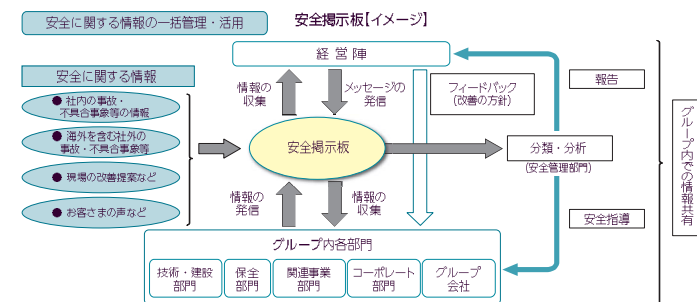 安全に関する情報の一括管理・活用
安全掲示板【イメージ】
経営陣
安全に関する情報
● 社内の事故・
不具合事象等の情報
● 海外を含む社外の
事故・不具合事象等
● 現場の改善提案など
● お客さまの声など
情報の
収集
メッセージの
発信
フィードバック
(改善の方針)
報告
安全掲示板
分類・分析
(安全管理部門)
情報の
発信
情報の
収集
安全指導
グループ内での情報共有
グループ内各部門
技術・建設
部門
保全
部門
関連事業
部門
コーポレート
部門
グループ
会社